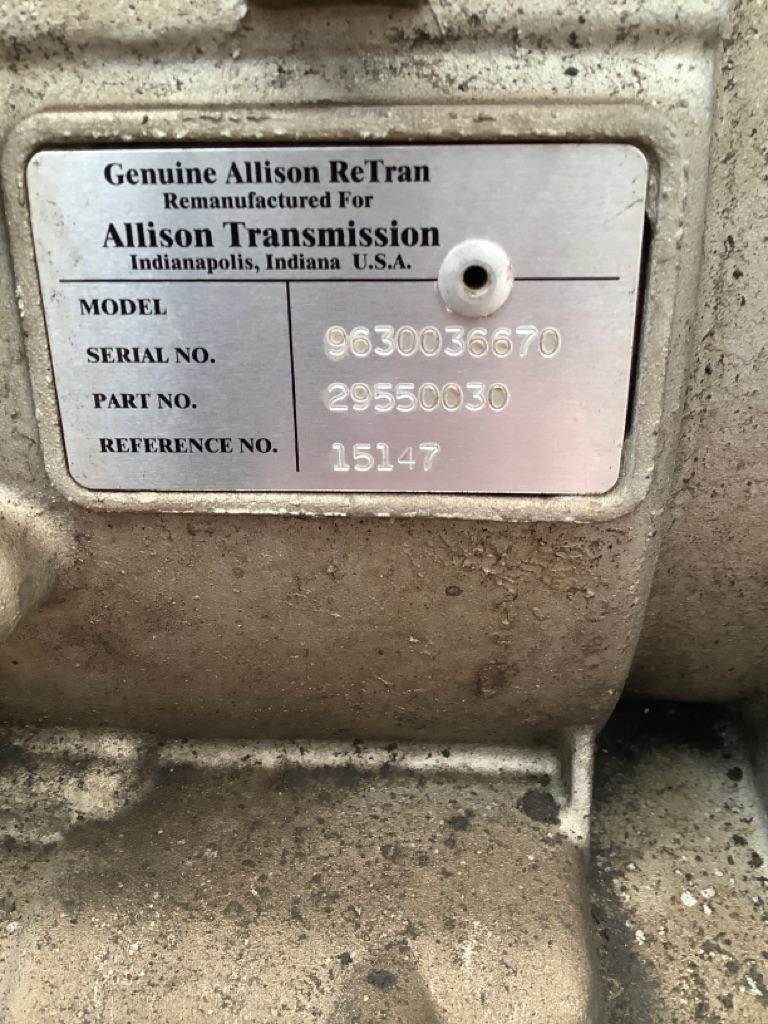 Genuine Allison ReTran
Remanufactured For
Allison Transmission
Indianapolis, Indiana U.S.A.
MODEL
SERIAL NO. 9630036670
PART NO. 29550030
REFERENCE NO. 15147